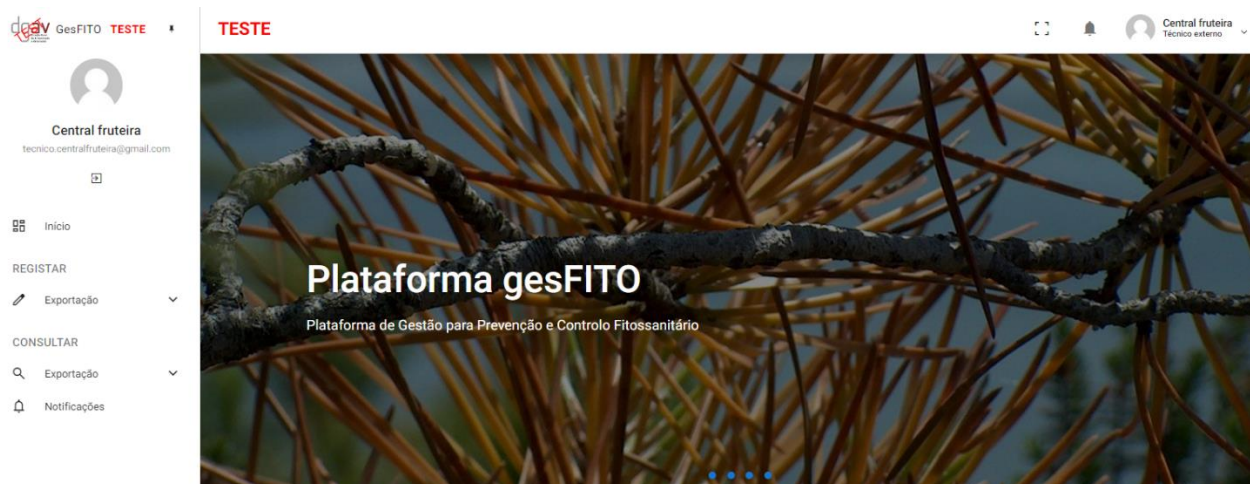 dgav GesFITO TESTE
Central fruteira
tecnico.centralfruteira@gmail.com
Início
REGISTAR
Exportação
CONSULTAR
Exportação
Notificações
TESTE
Central fruteira
Técnico externo
Plataforma gesFITO
Plataforma de Gestão para Prevenção e Controlo Fitossanitário